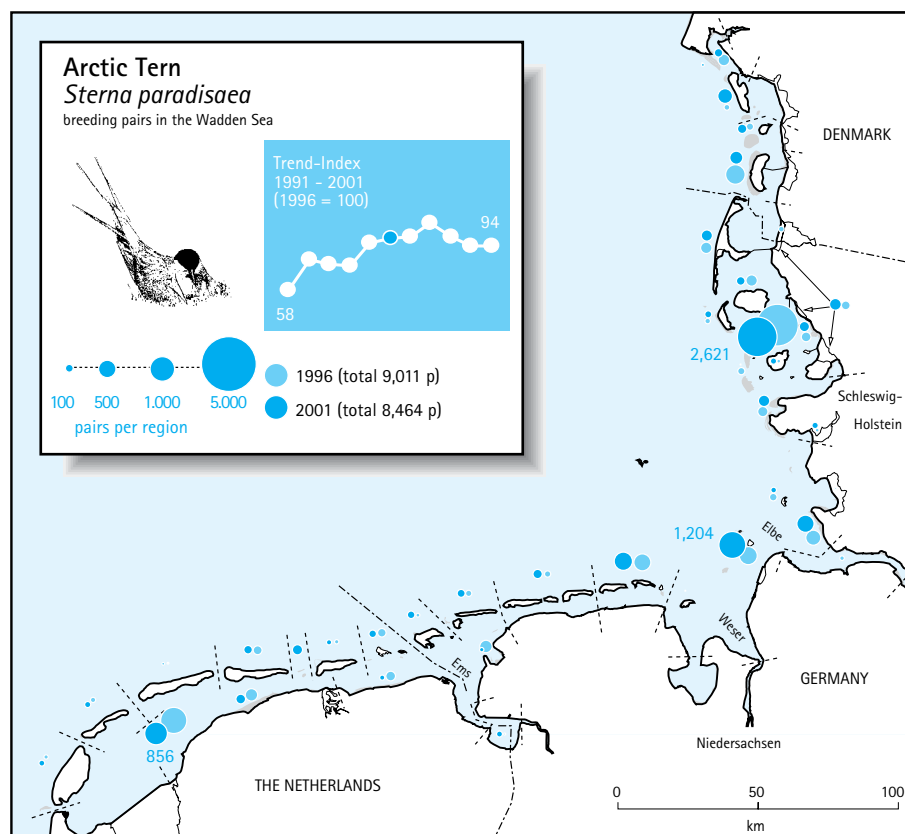 Arctic Tern
Sterna paradisaea
breeding pairs in the Wadden Sea
Trend-Index
1991 - 2001
(1996 = 100)
94
58
100 500 1.000 5.000
pairs per region
1996 (total 9,011 p)
2001 (total 8,464 p)
DENMARK
2,621
Schleswig-
Holstein
1,204
Elbe
Weser
Ems
GERMANY
Niedersachsen
856
THE NETHERLANDS
0 50 100
km